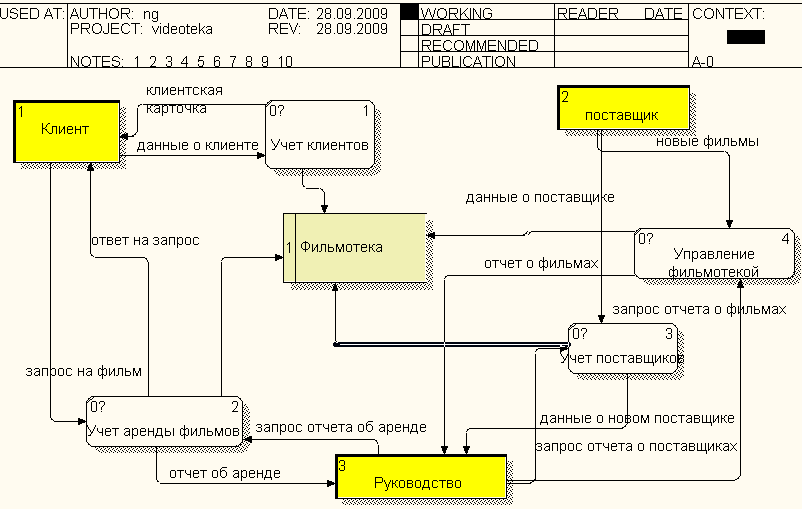 USED AT:
AUTHOR: ng
DATE: 28.09.2009
PROJECT: videoteka
REV: 28.09.2009
NOTES: 1 2 3 4 5 6 7 8 9 10
WORKING
DRAFT
RECOMMENDED
PUBLICATION
READER DATE
CONTEXT:
A-0
1
Клиент
клиентская
карточка
данные о клиенте
0? 1
Учет клиентов
2
поставщик
новые фильмы
данные о поставщике
1 Фильмотека
0? 4
Управление
фильмотекой
ответ на запрос
отчет о фильмах
запрос отчета о фильмах
0? 3
Учет поставщиков
запрос на фильм
0? 2
Учет аренды фильмов
запрос отчета об аренде
данные о новом поставщике
запрос отчета о поставщиках
отчет об аренде
3
Руководство